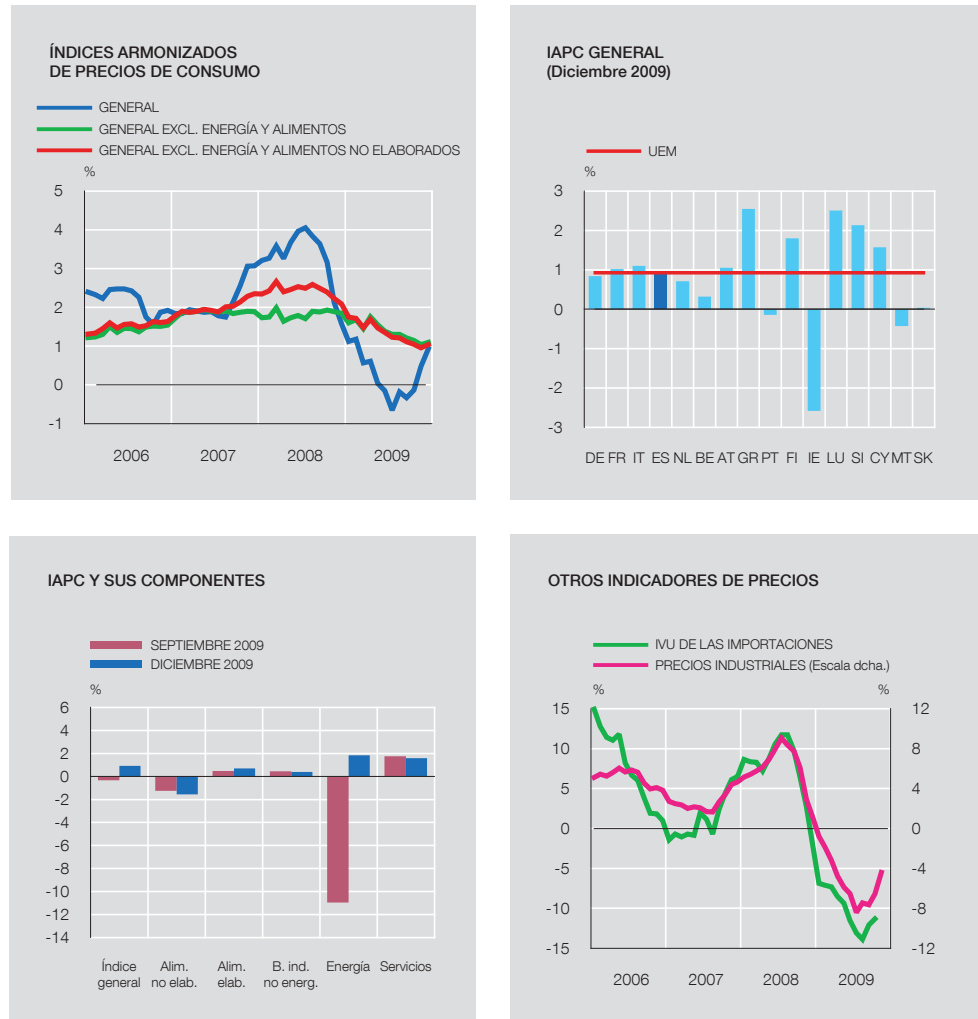 ÍNDICES ARMONIZADOS
DE PRECIOS DE CONSUMO
GENERAL
GENERAL EXCL. ENERGÍA Y ALIMENTOS
GENERAL EXCL. ENERGÍA Y ALIMENTOS NO ELABORADOS
%
5
4
3
2
1
0
-1
2006 2007 2008 2009
IAPC GENERAL
(Diciembre 2009)
UEM
%
3
2
1
0
-1
-2
-3
DE FR IT ES NL BE AT GR PT FI IE LU SI CY MT SK
IAPC Y SUS COMPONENTES
SEPTIEMBRE 2009
DICIEMBRE 2009
%
6
4
2
0
-2
-4
-6
-8
-10
-12
-14
Índice general
Alim. no elab.
Alim. elab.
B. ind. no energ.
Energía
Servicios
OTROS INDICADORES DE PRECIOS
IVU DE LAS IMPORTACIONES
PRECIOS INDUSTRIALES (Escala dcha.)
% %
15 12
10 8
5 4
0 0
-5 -4
-10 -8
-15 -12
2006 2007 2008 2009